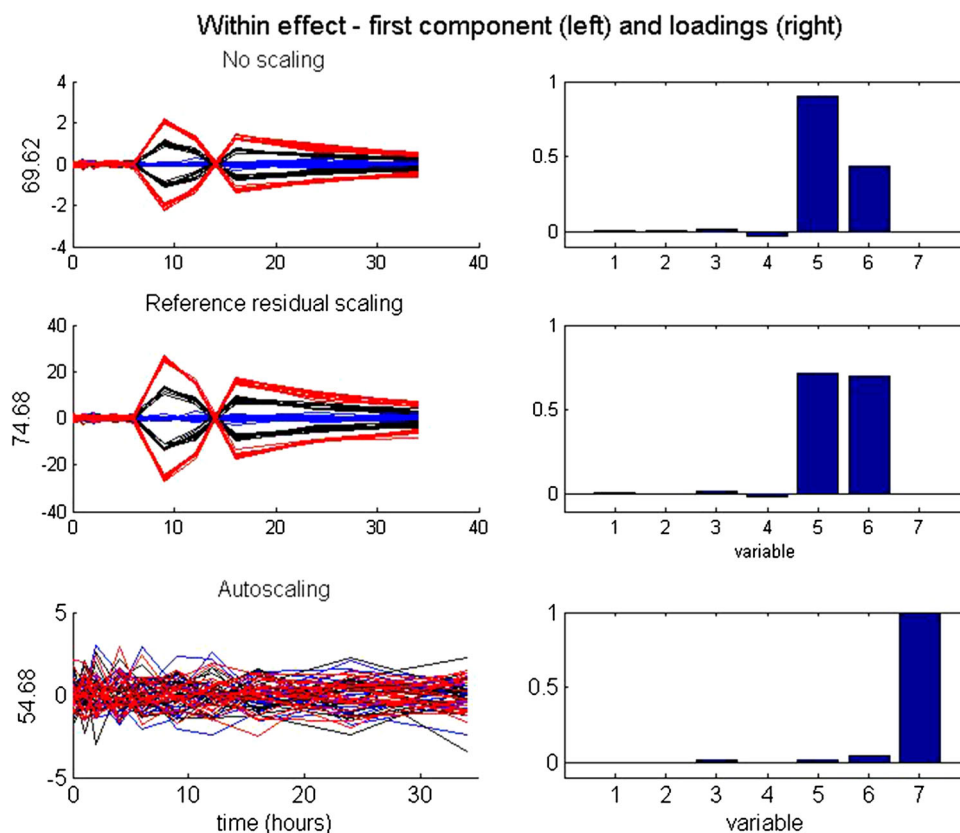 Within effect - first component (left) and loadings (right)
No scaling
69.62
4
2
0
-2
-4
0 10 20 30 40
1
0.5
0
1 2 3 4 5 6 7
Reference residual scaling
74.68
40
20
0
-20
-40
0 10 20 30 40
1
0.5
0
1 2 3 4 5 6 7
variable
Autoscaling
54.68
5
0
-5
0 10 20 30
time (hours)
1
0.5
0
1 2 3 4 5 6 7
variable